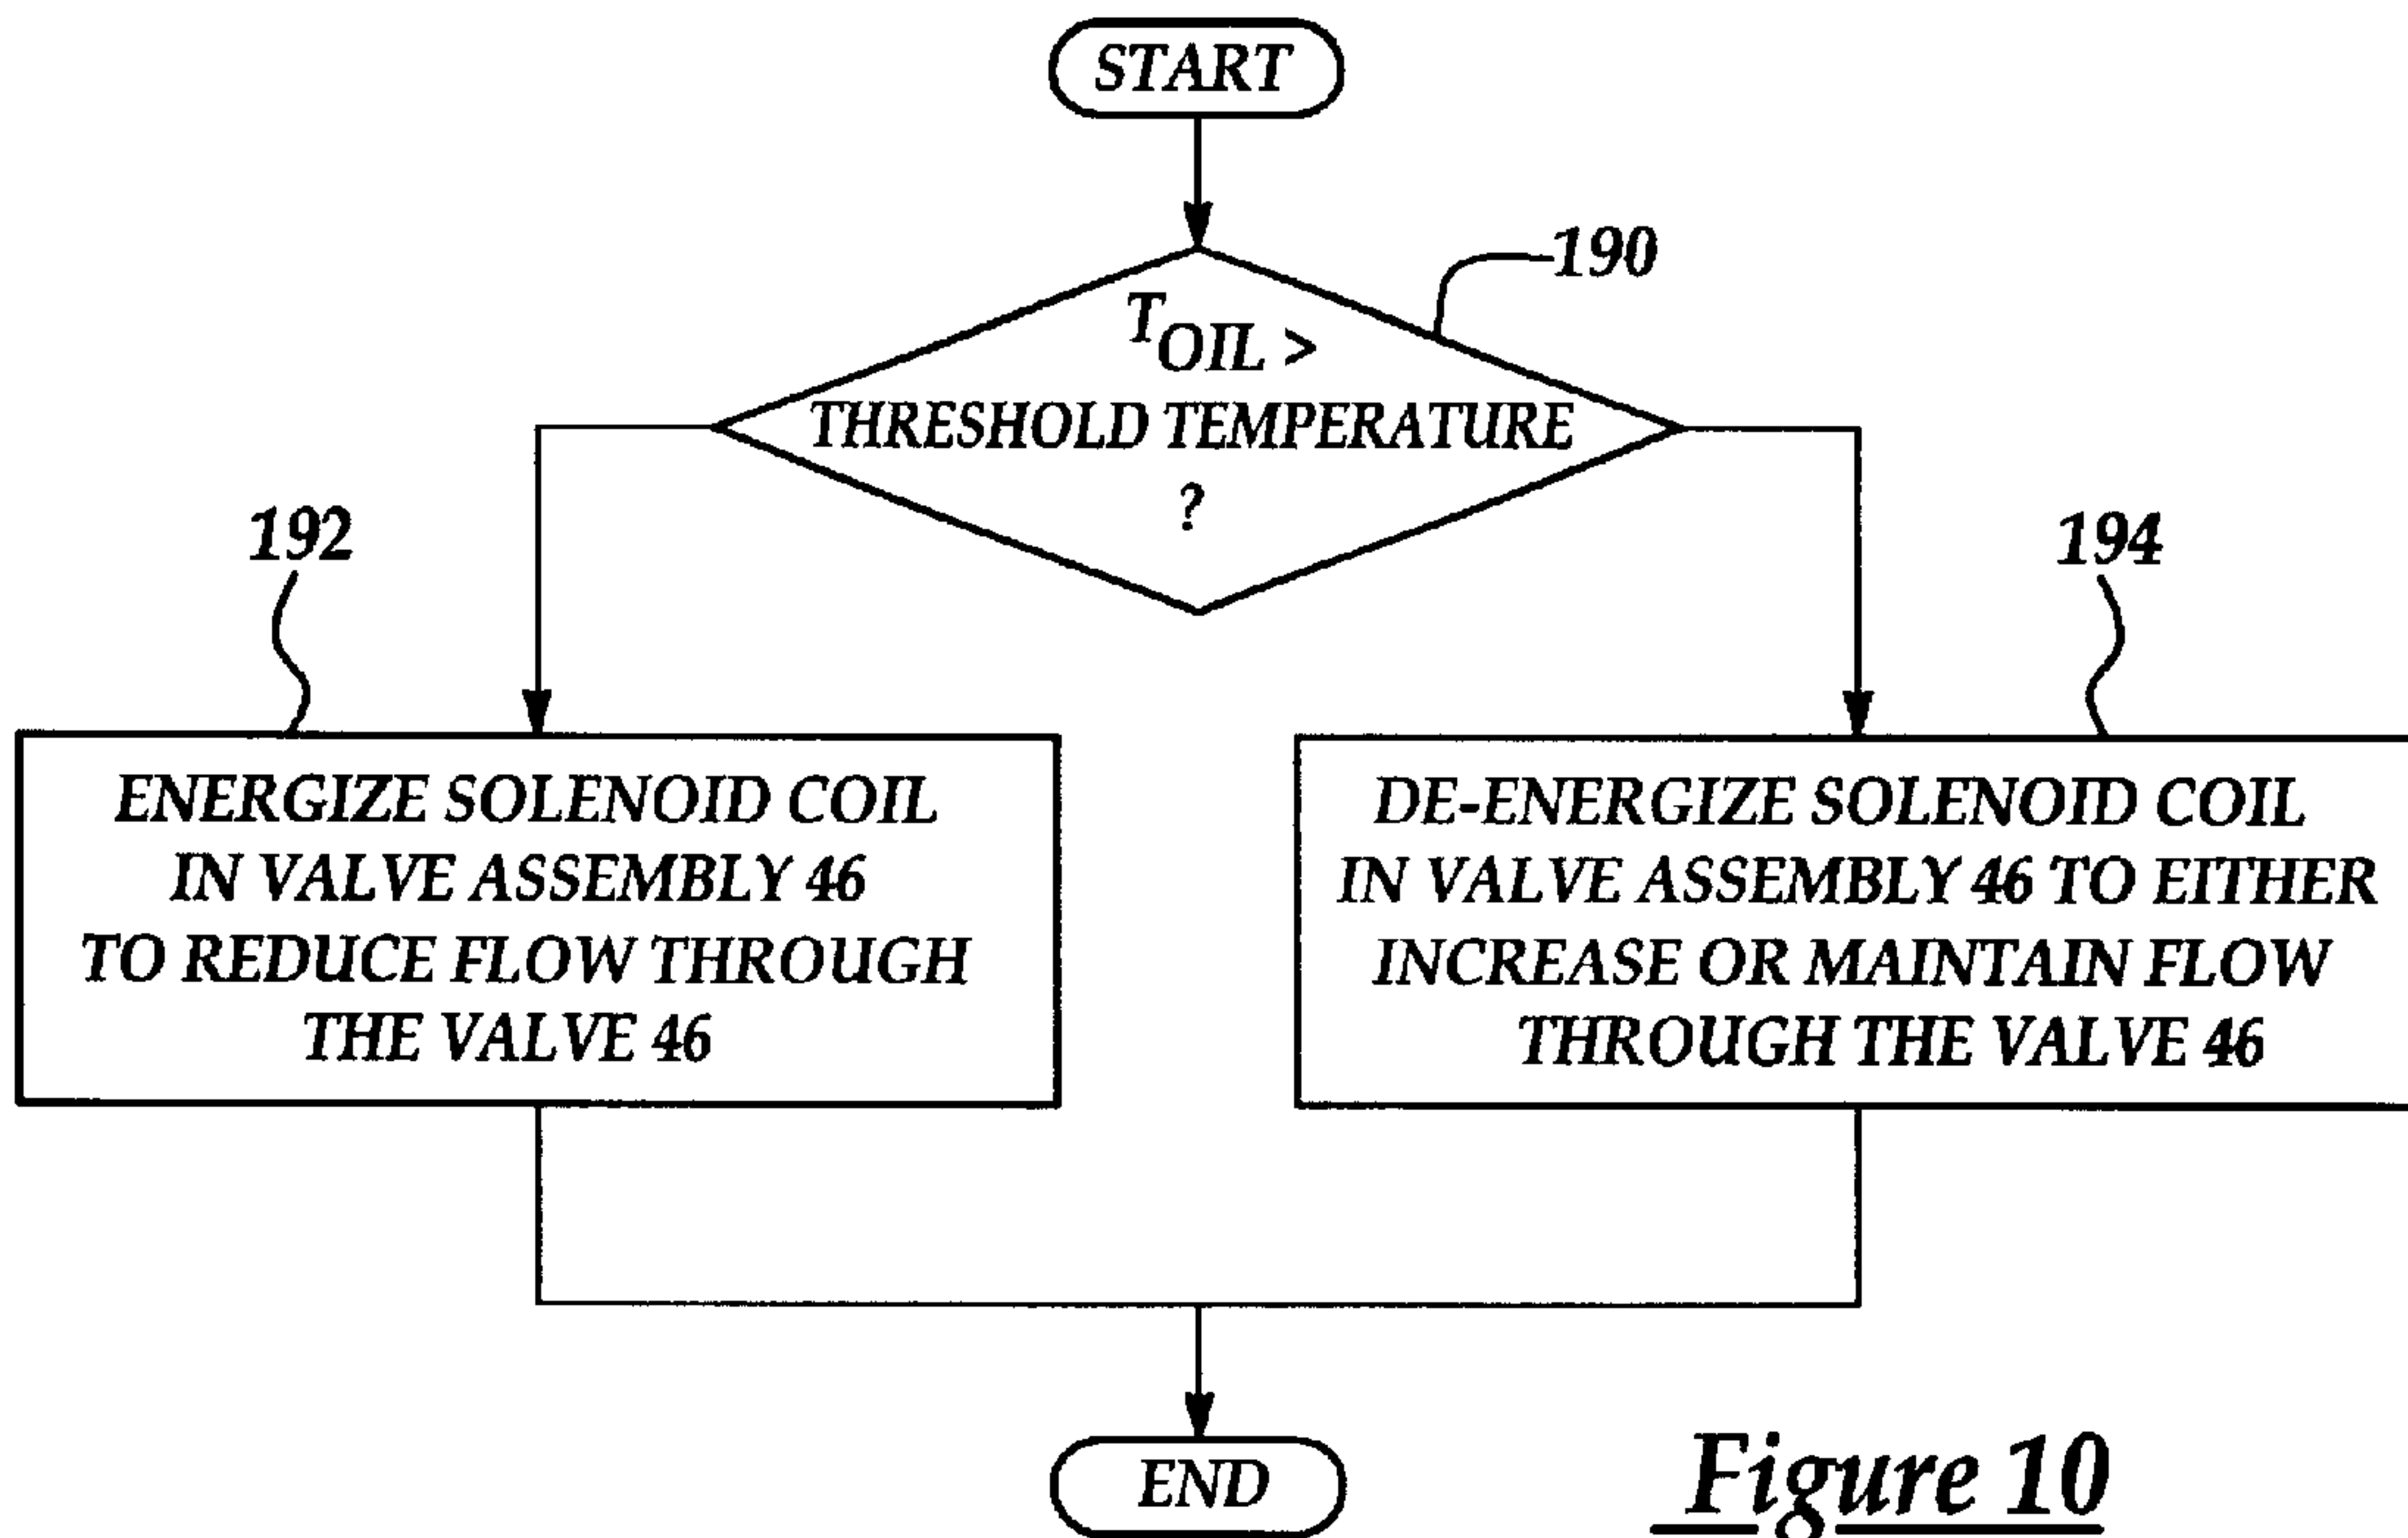 START
190
TOIL >
THRESHOLD TEMPERATURE
?
192
194
ENERGIZE SOLENOID COIL
IN VALVE ASSEMBLY 46
TO REDUCE FLOW THROUGH
THE VALVE 46
DE-ENERGIZE SOLENOID COIL
IN VALVE ASSEMBLY 46 TO EITHER
INCREASE OR MAINTAIN FLOW
THROUGH THE VALVE 46
END
Figure 10